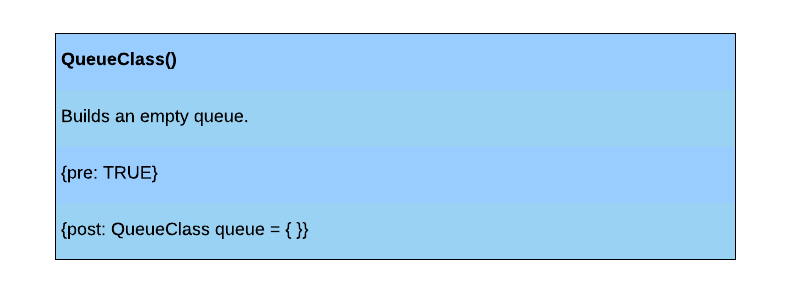 QueueClass()
Builds an empty queue.
{pre: TRUE}
{post: QueueClass queue = { }}